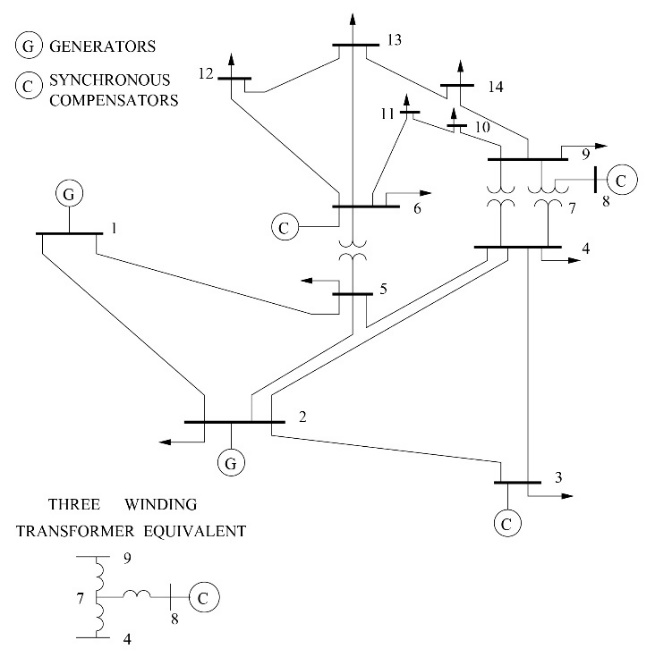 G GENERATORS
C SYNCHRONOUS
COMPENSATORS
13
12
14
11
10
9
G
C
8
7
6
C
1
4
5
2
G
3
C
THREE WINDING
TRANSFORMER EQUIVALENT
9
7
C
8
4